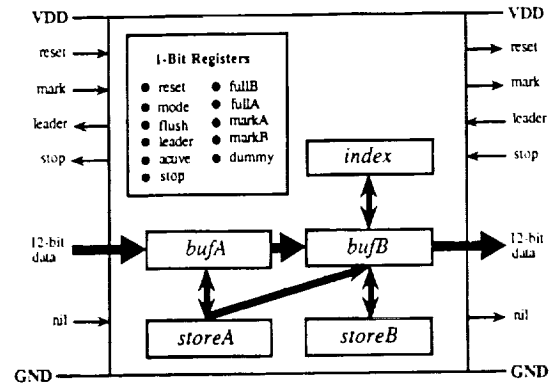 VDD
VDD
reset
reset
1-Bit Registers
mark
mark
reset
fullB
mode
fullA
leader
leader
flush
markA
leader
markB
stop
stop
active
dummy
stop
index
12-bit
data
bufA
bufB
12-bit
data
nil
nil
storeA
storeB
GND
GND